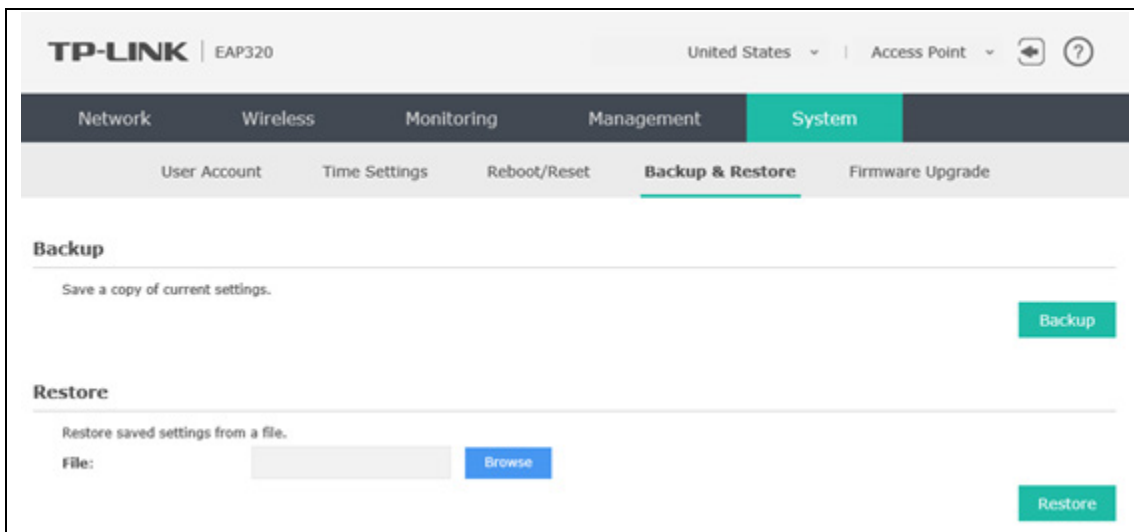 TP-LINK | EAP320 United States | Access Point ?
Network Wireless Monitoring Management System
User Account Time Settings Reboot/Reset Backup & Restore Firmware Upgrade
Backup
Save a copy of current settings.
Backup
Restore
Restore saved settings from a file.
File: Browse
Restore